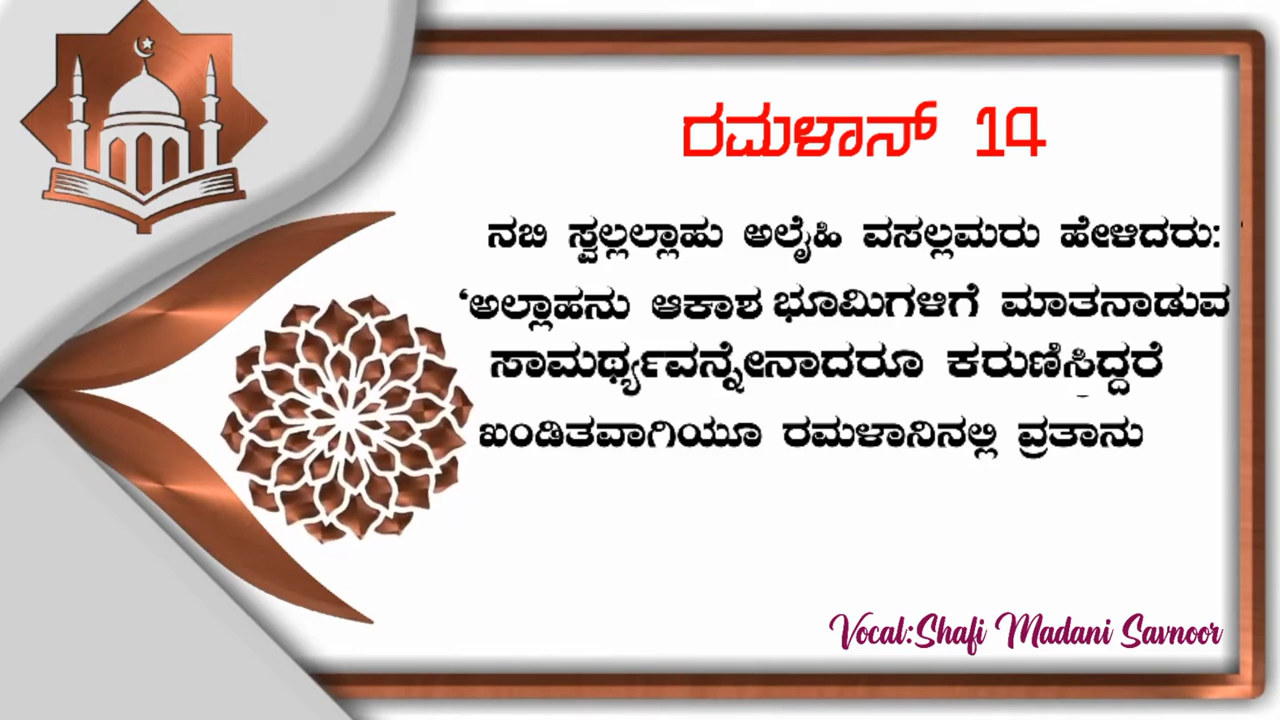 ರಮಳಾನ್ 14
ನಬಿ ಸ್ವಲ್ಲಲ್ಲಾಹು ಅಲೈಹಿ ವಸಲ್ಲಮರು ಹೇಳಿದರು:
‘ಅಲ್ಲಾಹನು ಆಕಾಶ ಭೂಮಿಗಳಿಗೆ ಮಾತನಾಡುವ
ಸಾಮರ್ಥ್ಯವನ್ನೇನಾದರೂ ಕರುಣಿಸಿದ್ದರೆ
ಖಂಡಿತವಾಗಿಯೂ ರಮಳಾನಿನಲ್ಲಿ ವ್ರತಾನು
Vocal:Shafi Madani Savnoor